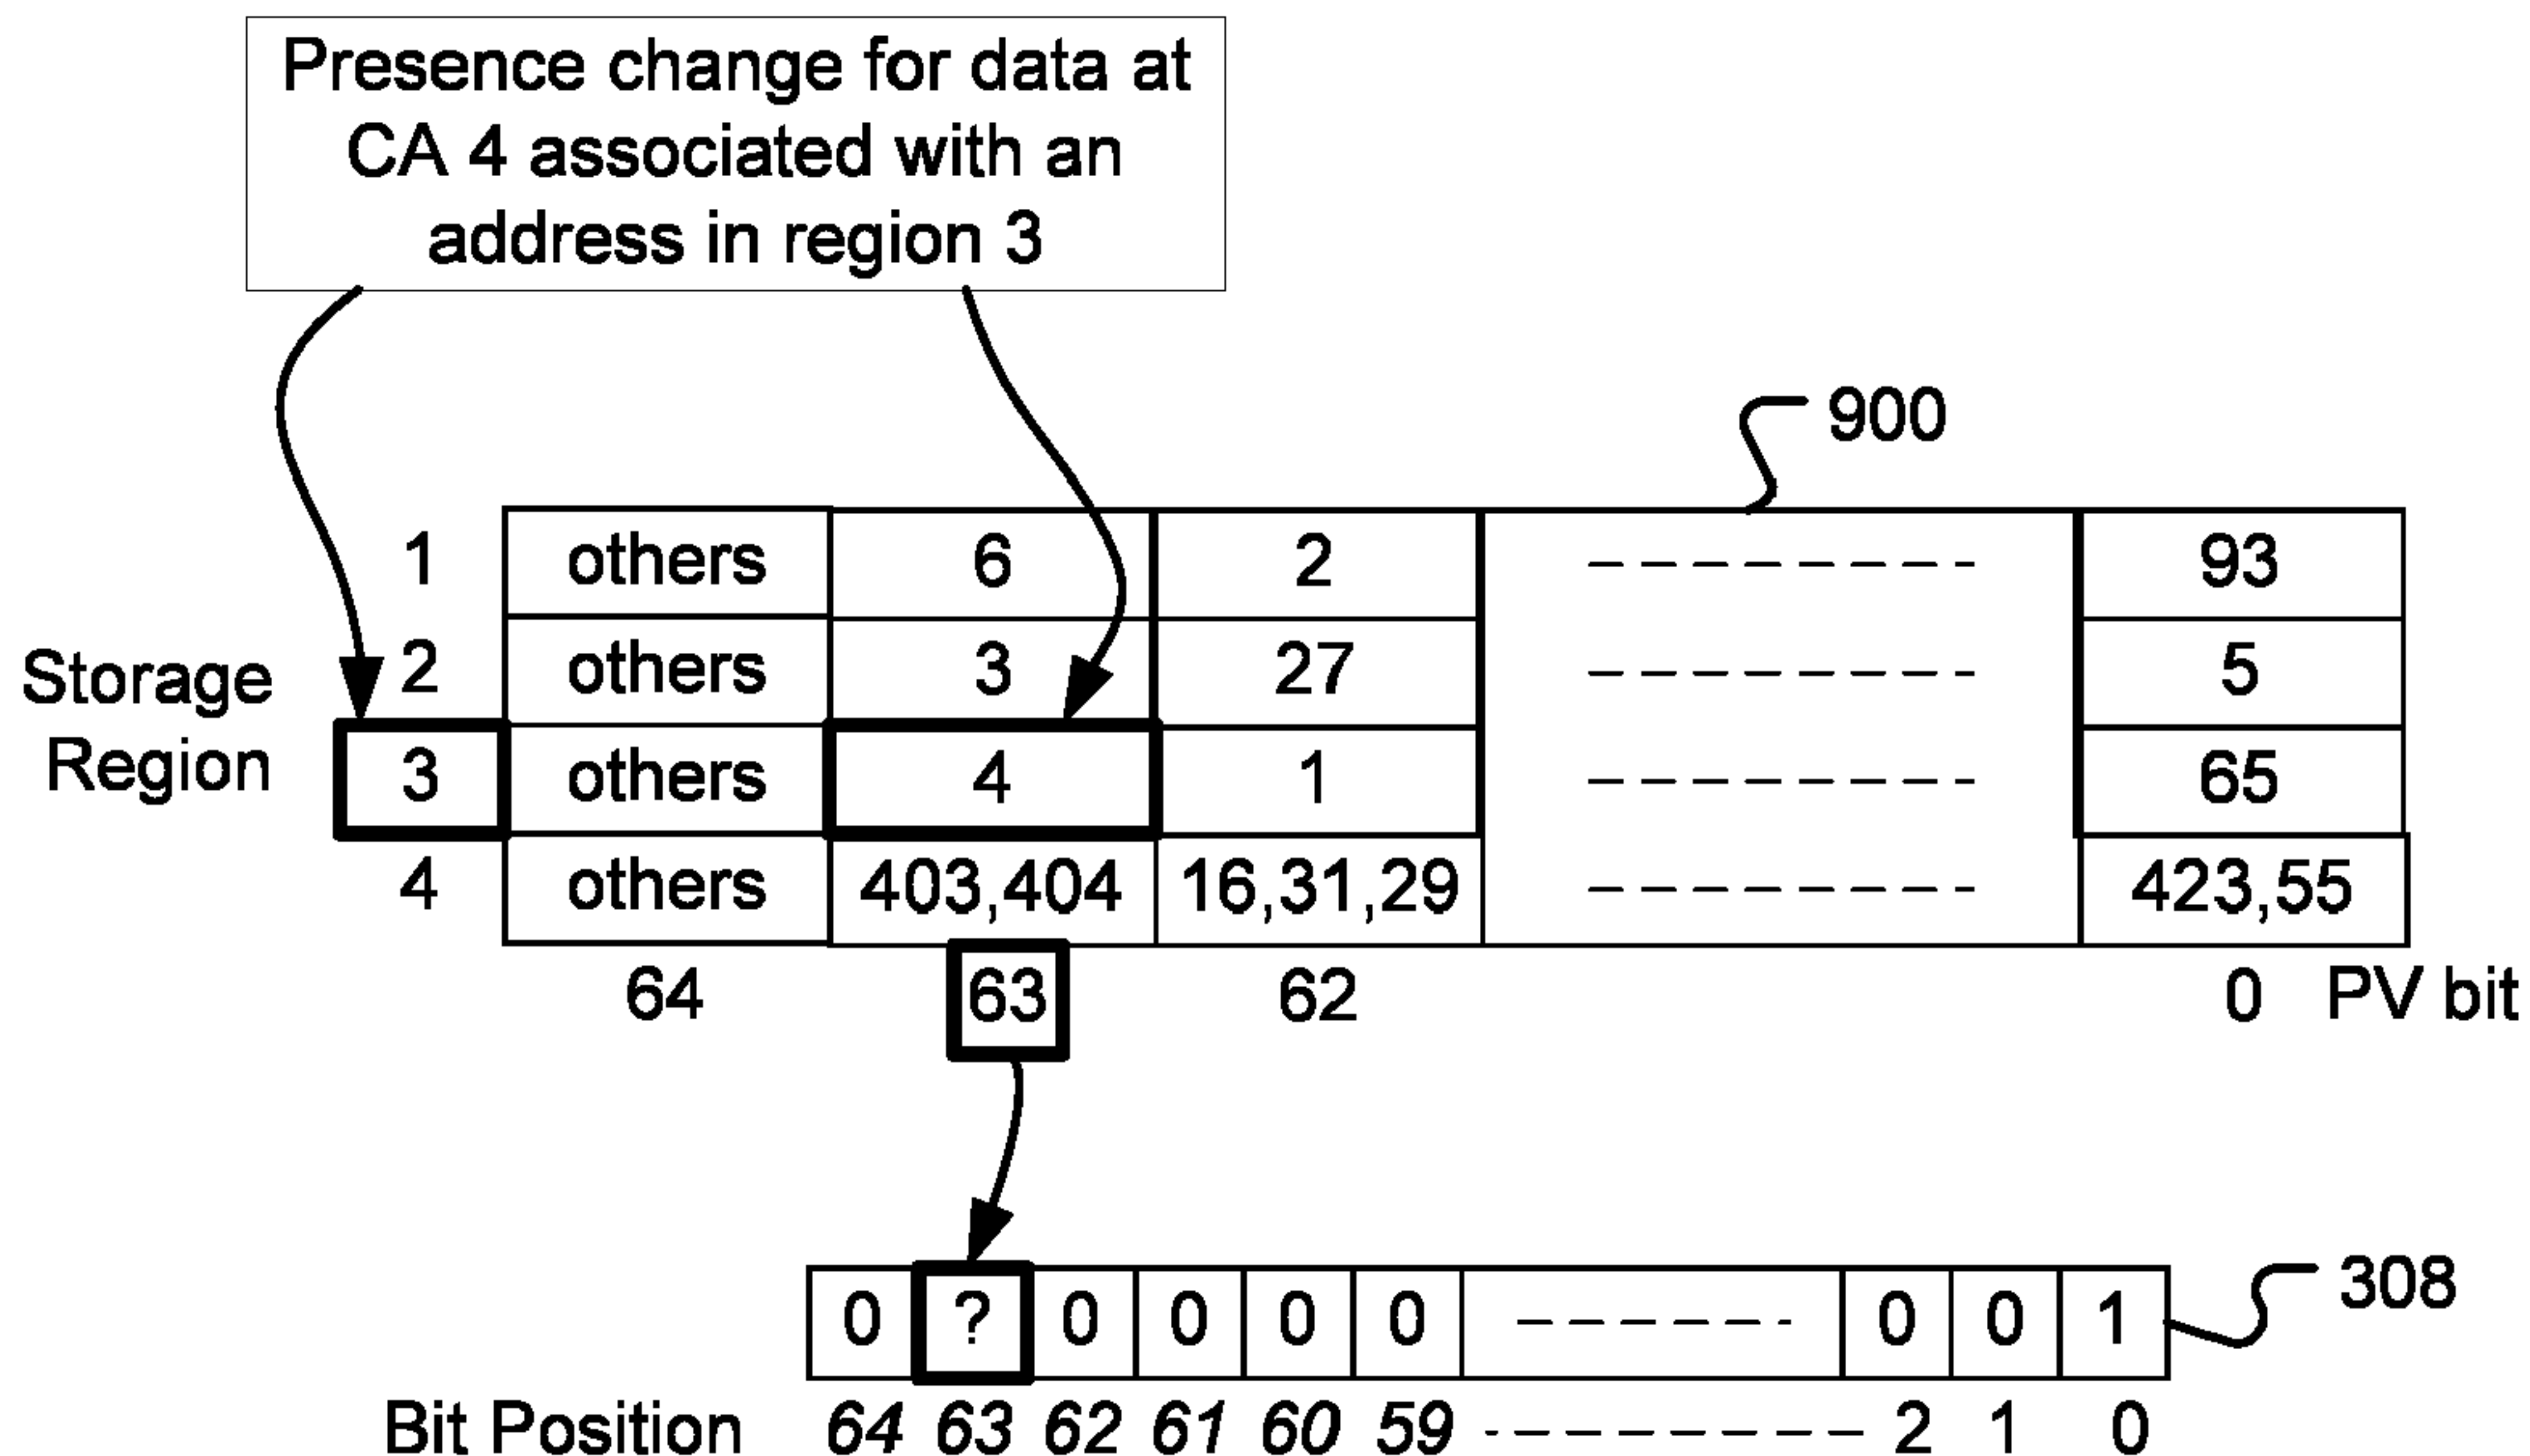 Presence change for data at
CA 4 associated with an
address in region 3
900
1 others 6 2 93
2 others 3 27 5
Storage
Region
3 others 4 1 65
4 others 403,404 16,31,29 423,55
64 63 62 0 PV bit
0 ? 0 0 0 0 0 0 1
308
Bit Position 64 63 62 61 60 59 2 1 0